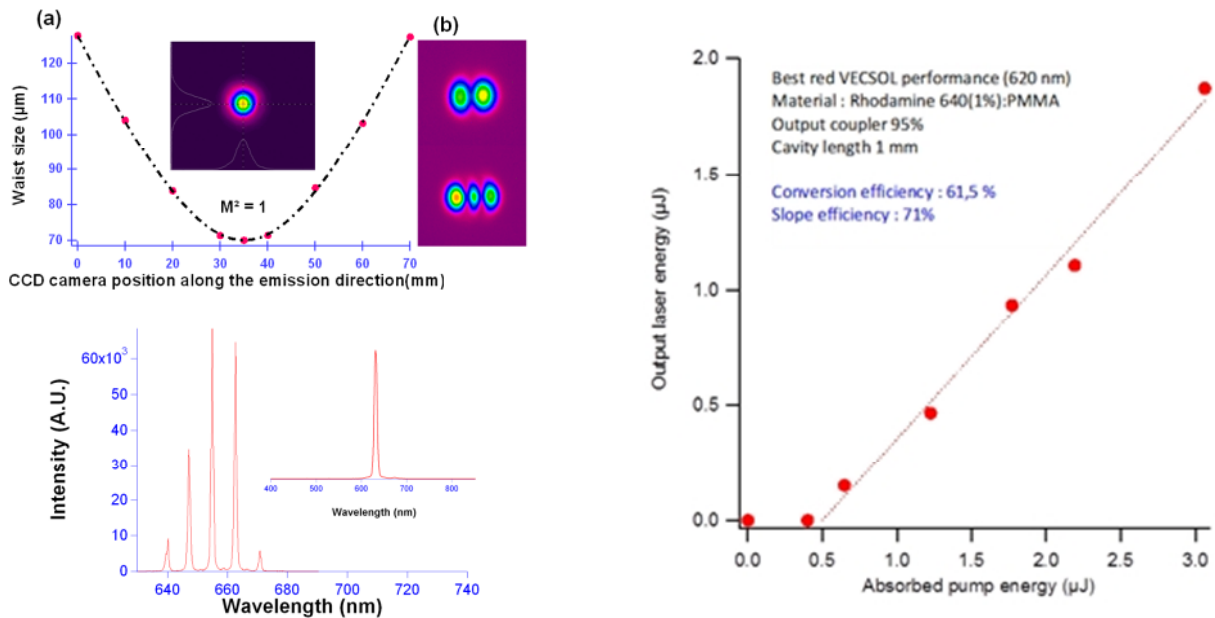 (a)
(b)
120
110
100
90
80
70
Waist size (µm)
M² = 1
0 10 20 30 40 50 60 70
CCD camera position along the emission direction(mm)
60x10³
50
40
30
20
10
0
Intensity (A.U.)
400 500 600 700 800
Wavelength (nm)
640 660 680 700 720 740
Wavelength (nm)
2.0
1.5
1.0
0.5
0.0
Output laser energy (µJ)
Best red VECSOL performance (620 nm)
Material : Rhodamine 640(1%):PMMA
Output coupler 95%
Cavity length 1 mm
Conversion efficiency : 61,5 %
Slope efficiency : 71%
0.0 0.5 1.0 1.5 2.0 2.5 3.0
Absorbed pump energy (µJ)